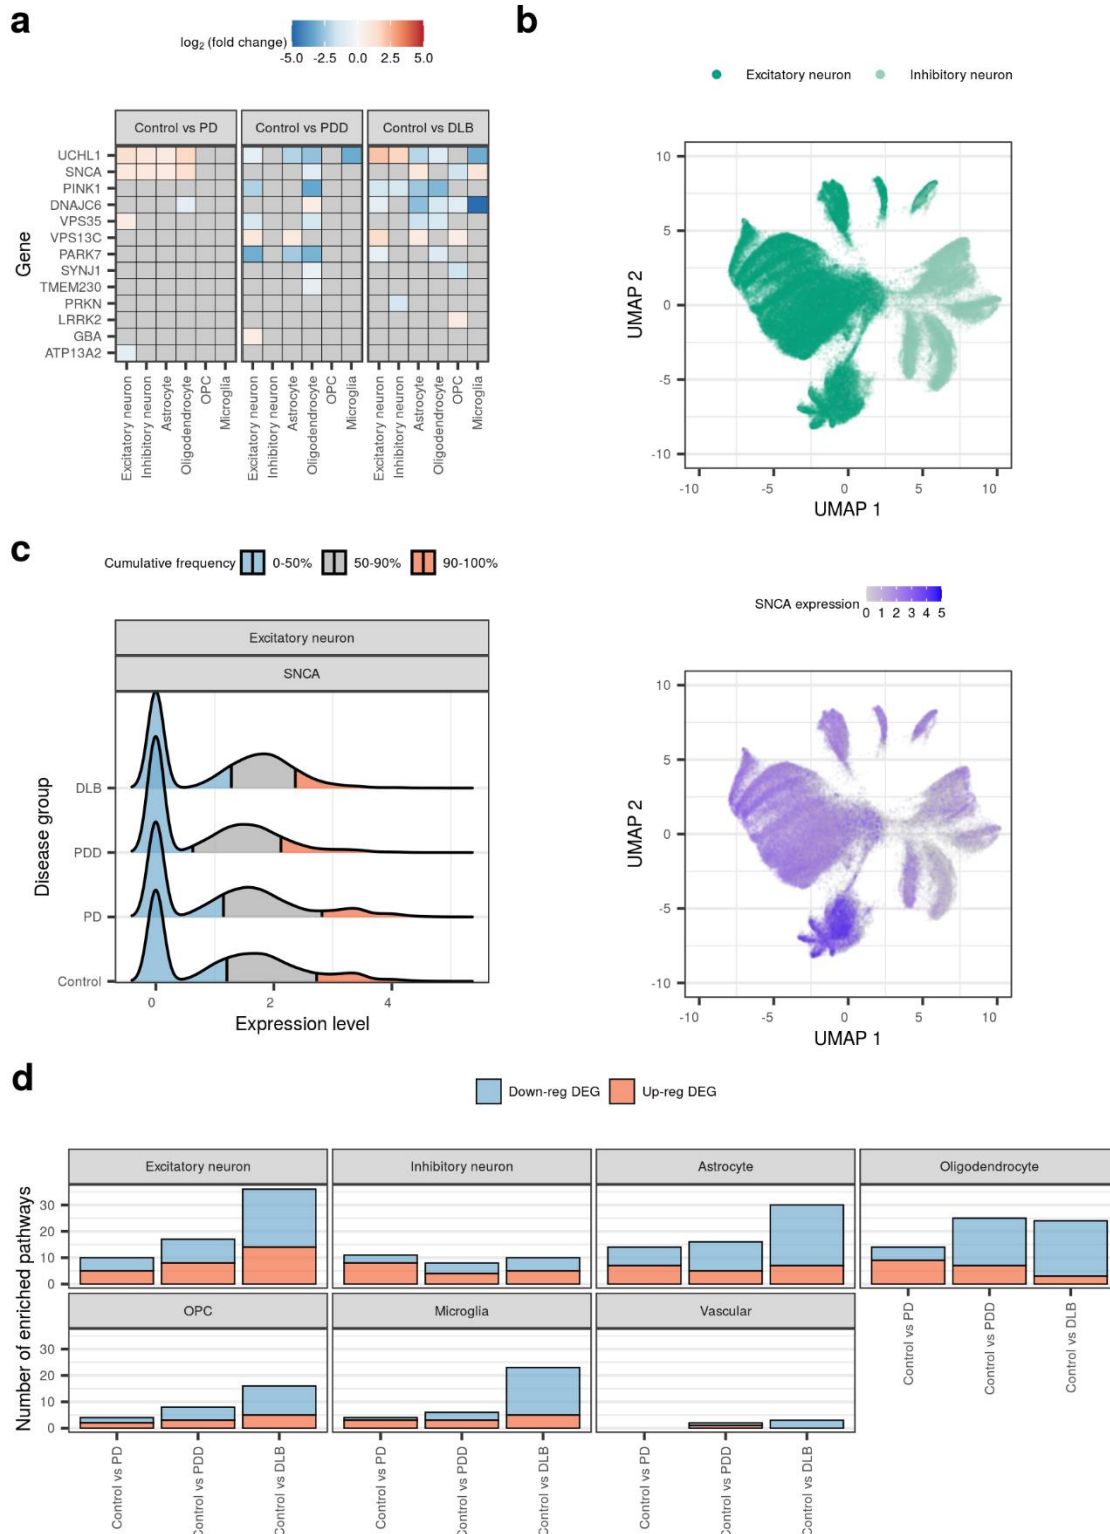 a
log2 (fold change)
-5.0 -2.5 0.0 2.5 5.0
Control vs PD Control vs PDD Control vs DLB
Gene
UCHL1
SNCA
PINK1
DNAJC6
VPS35
VPS13C
PARK7
SYNJ1
TMEM230
PRKN
LRRK2
GBA
ATP13A2
Excitatory neuron Inhibitory neuron Astrocyte Oligodendrocyte OPC Microglia Excitatory neuron Inhibitory neuron Astrocyte Oligodendrocyte OPC Microglia Excitatory neuron Inhibitory neuron Astrocyte Oligodendrocyte OPC Microglia
b
Excitatory neuron Inhibitory neuron
UMAP 2
10
5
0
-5
-10
-10 -5 0 5 10
UMAP 1
SNCA expression
0 1 2 3 4 5
UMAP 2
10
5
0
-5
-10
-10 -5 0 5 10
UMAP 1
c
Cumulative frequency 0-50% 50-90% 90-100%
Excitatory neuron
SNCA
Disease group
DLB
PDD
PD
Control
0 2 4
Expression level
d
Down-reg DEG Up-reg DEG
Number of enriched pathways
Excitatory neuron Inhibitory neuron Astrocyte Oligodendrocyte
30
20
10
0
OPC Microglia Vascular
30
20
10
0
Control vs PD Control vs PDD Control vs DLB Control vs PD Control vs PDD Control vs DLB Control vs PD Control vs PDD Control vs DLB Control vs PD Control vs PDD Control vs DLB